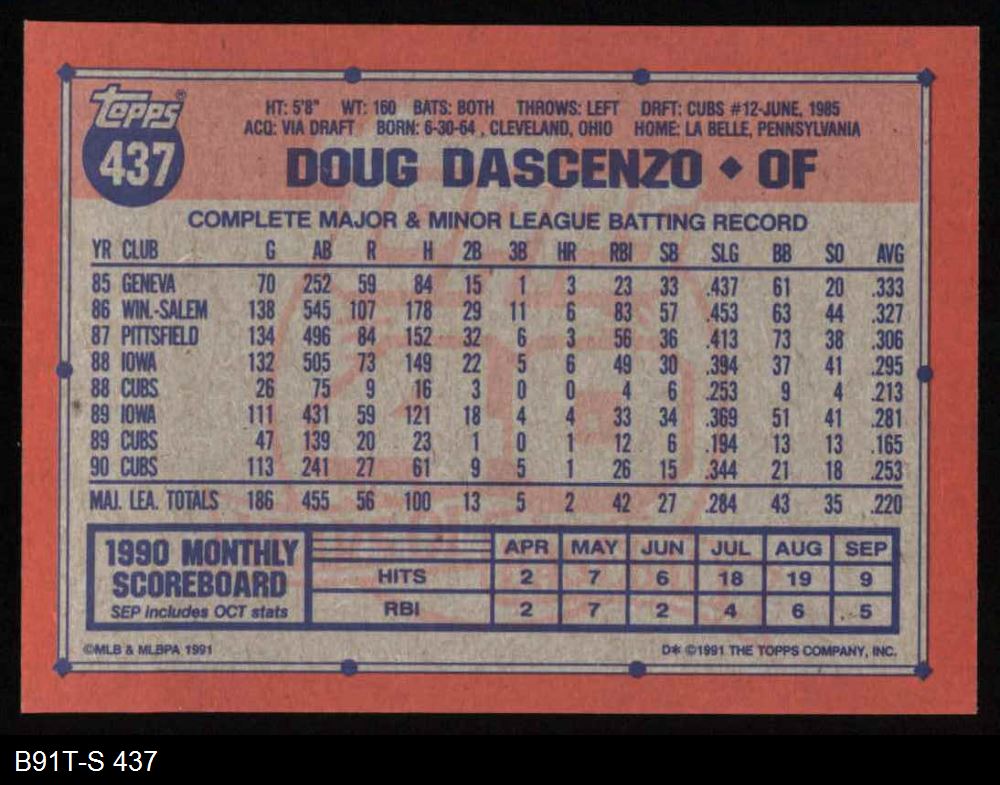 topps®
437
HT: 5'8" WT: 160 BATS: BOTH THROWS: LEFT DRFT: CUBS #12-JUNE, 1985
ACQ: VIA DRAFT BORN: 6-30-64 , CLEVELAND, OHIO HOME: LA BELLE, PENNSYLVANIA
DOUG DASCENZO ◆ OF
COMPLETE MAJOR & MINOR LEAGUE BATTING RECORD
YR CLUB G AB R H 2B 3B HR RBI SB SLG BB SO AVG
85 GENEVA 70 252 59 84 15 1 3 23 33 .437 61 20 .333
86 WIN.-SALEM 138 545 107 178 29 11 6 83 57 .453 63 44 .327
87 PITTSFIELD 134 496 84 152 32 6 3 56 36 .413 73 38 .306
88 IOWA 132 505 73 149 22 5 6 49 30 .394 37 41 .295
88 CUBS 26 75 9 16 3 0 0 4 6 .253 9 4 .213
89 IOWA 111 431 59 121 18 4 4 33 34 .369 51 41 .281
89 CUBS 47 139 20 23 1 0 1 12 6 .194 13 13 .165
90 CUBS 113 241 27 61 9 5 1 26 15 .344 21 18 .253
MAJ. LEA. TOTALS 186 455 56 100 13 5 2 42 27 .284 43 35 .220
1990 MONTHLY SCOREBOARD
SEP includes OCT stats
APR MAY JUN JUL AUG SEP
HITS 2 7 6 18 19 9
RBI 2 7 2 4 6 5
©MLB & MLBPA 1991 D* ©1991 THE TOPPS COMPANY, INC.
B91T-S 437